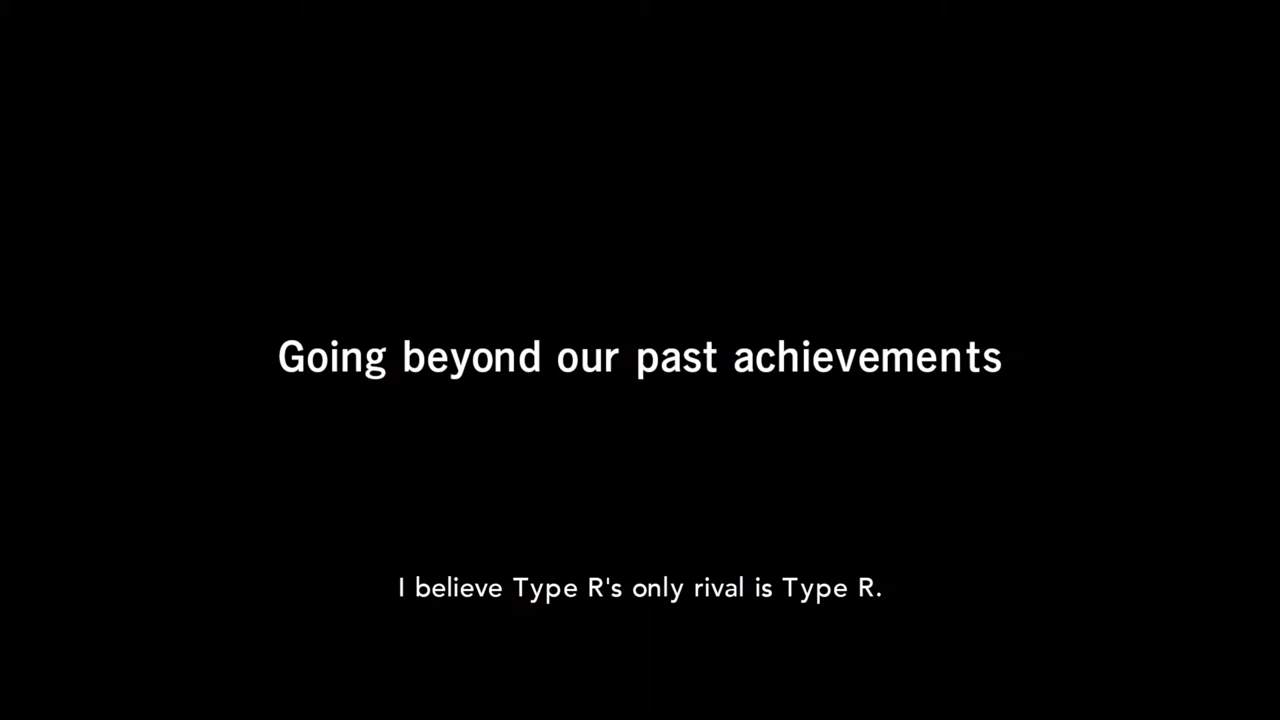 Going beyond our past achievements
I believe Type R's only rival is Type R.